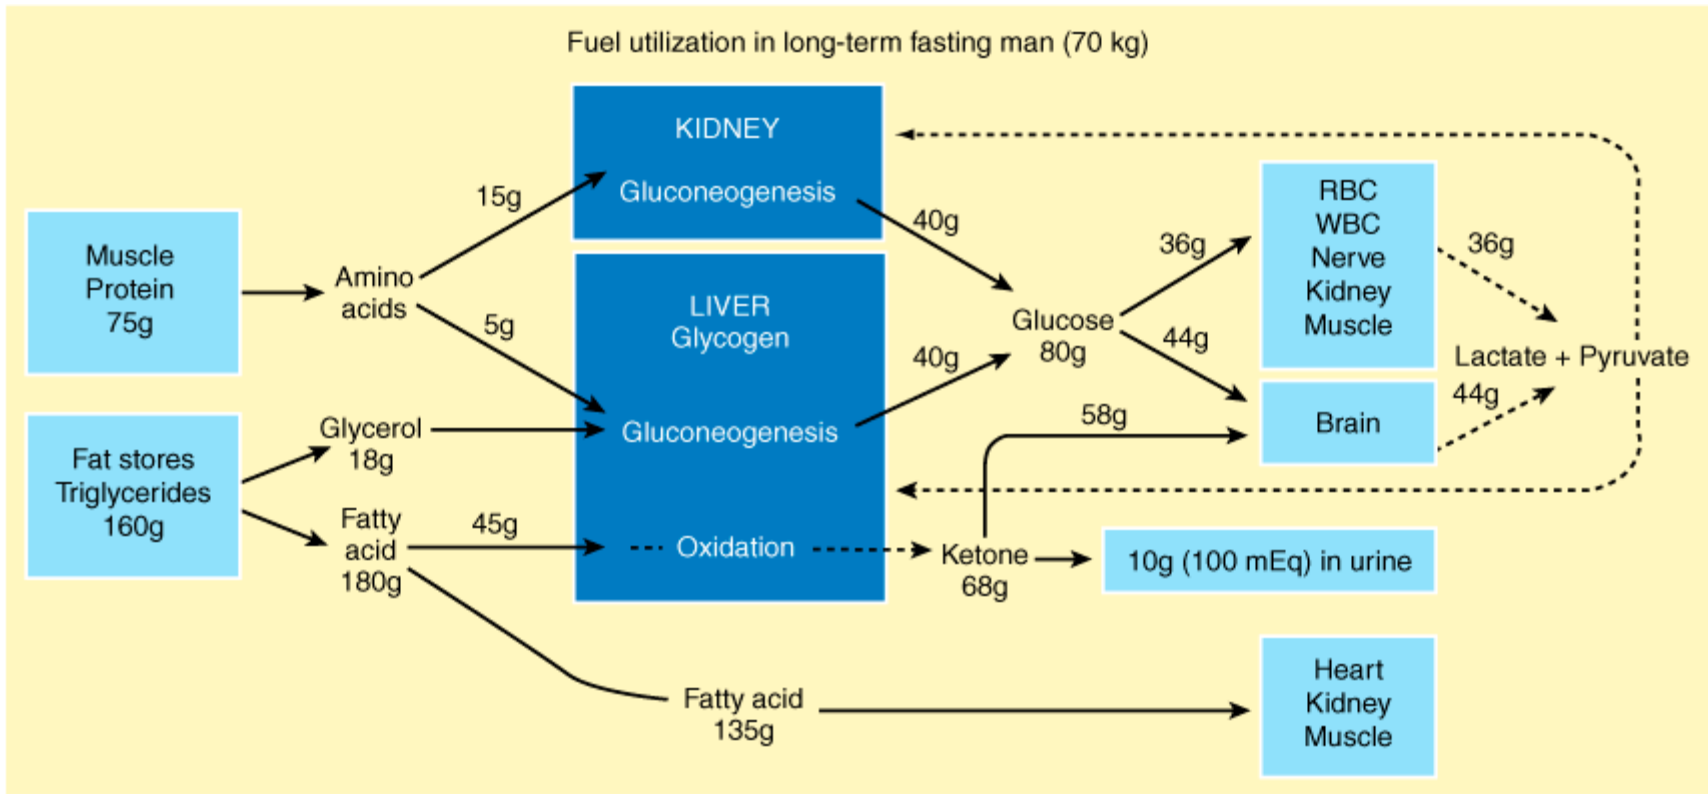 Fuel utilization in long-term fasting man (70 kg)
KIDNEY
Gluconeogenesis
15g
40g
Muscle
Protein
75g
Amino
acids
5g
LIVER
Glycogen
Gluconeogenesis
40g
Glucose
80g
36g
44g
RBC
WBC
Nerve
Kidney
Muscle
36g
Lactate + Pyruvate
44g
Brain
58g
Fat stores
Triglycerides
160g
Glycerol
18g
Fatty
acid
180g
45g
Oxidation
Ketone
68g
10g (100 mEq) in urine
Fatty acid
135g
Heart
Kidney
Muscle